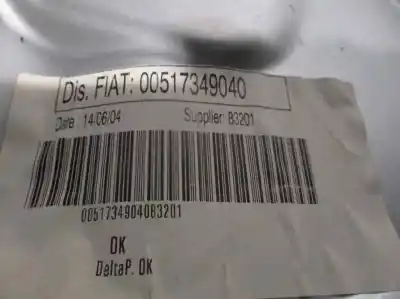 Dis. FIAT: 00517349040
Date : 14/06/04 Supplier: 83201
0051734904083201
OK
DeltaP. OK